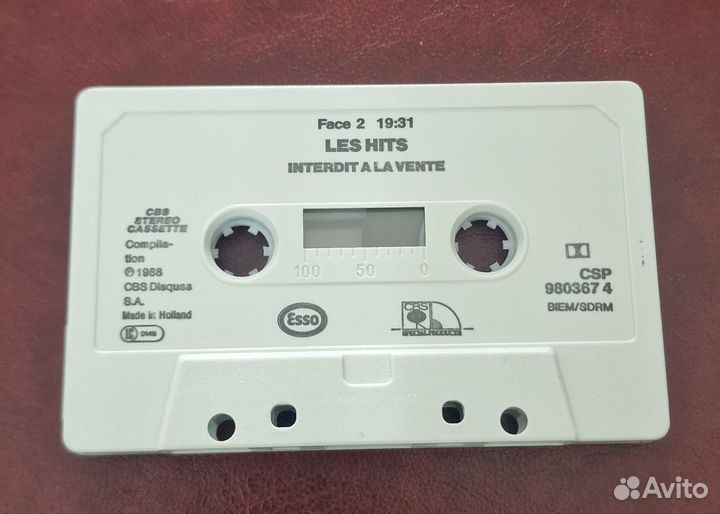 Face 2 19:31
LES HITS
INTERDIT A LA VENTE
CBS
STEREO
CASSETTE
Compila-
tion
℗ 1988
CBS Disques
S.A.
Made in Holland
100 50 0
CSP
980367 4
BIEM/SDRM
Esso
CBS
SPECIAL PRODUCTS
Avito